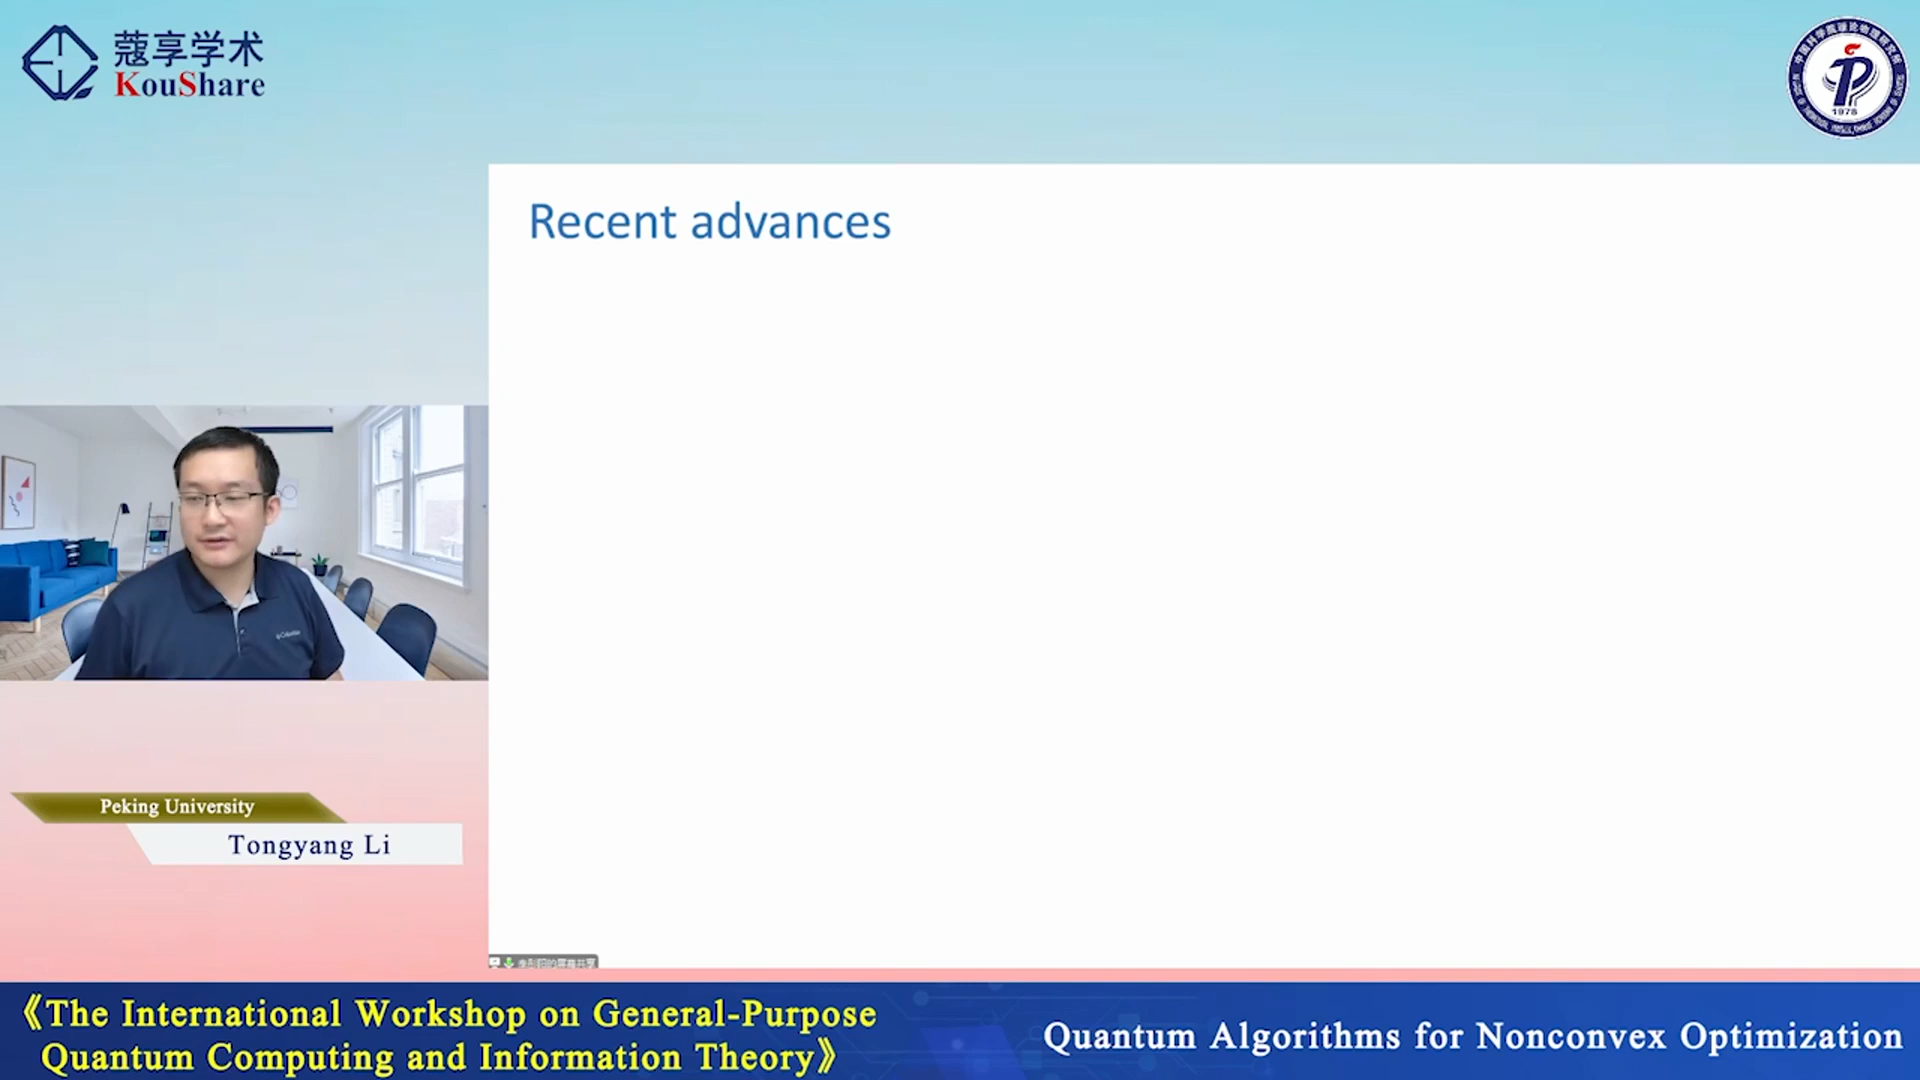 蔻享学术
KouShare
1978
Recent advances
Peking University
Tongyang Li
《The International Workshop on General-Purpose
Quantum Computing and Information Theory》
Quantum Algorithms for Nonconvex Optimization